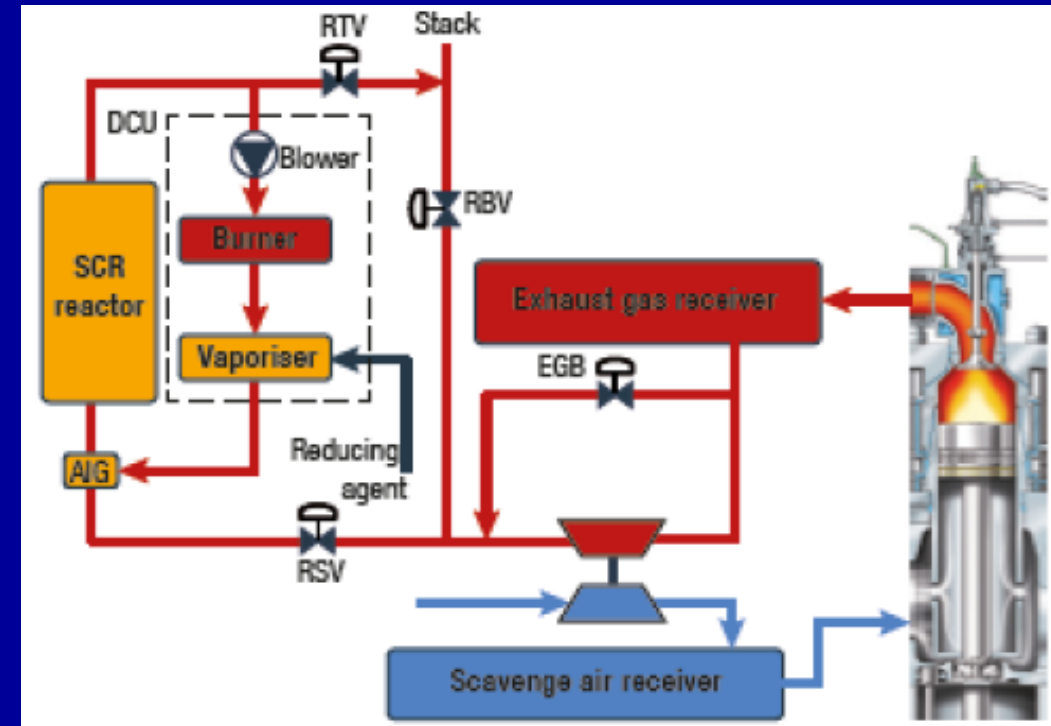 RTV
Stack
DCU
Blower
RBV
Burner
SCR
reactor
Exhaust gas receiver
Vaporiser
EGB
Reducing
agent
AIG
RSV
Scavenge air receiver